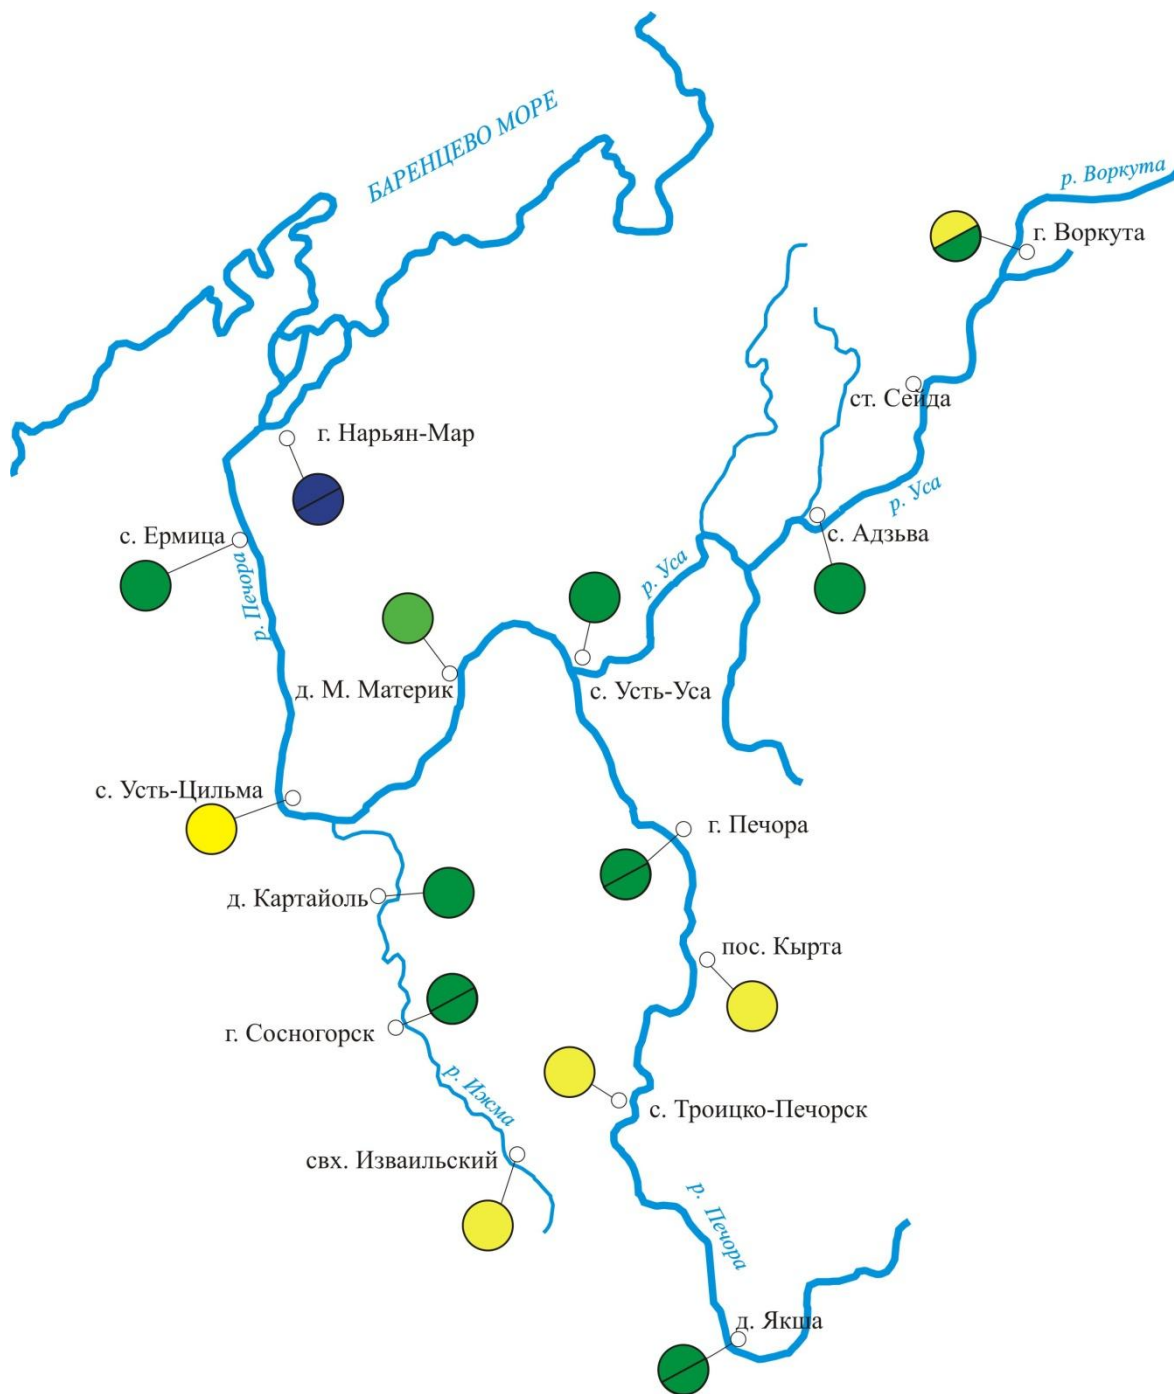 БАРЕНЦЕВО МОРЕ
р. Воркута
г. Воркута
ст. Сейда
г. Нарьян-Мар
р. Уса
с. Ермица
с. Адзьва
р. Печора
р. Уса
д. М. Материк
с. Усть-Уса
с. Усть-Цильма
г. Печора
д. Картайоль
пос. Кырта
г. Сосногорск
р. Ижма
с. Троицко-Печорск
свх. Изваильский
р. Печора
д. Якша